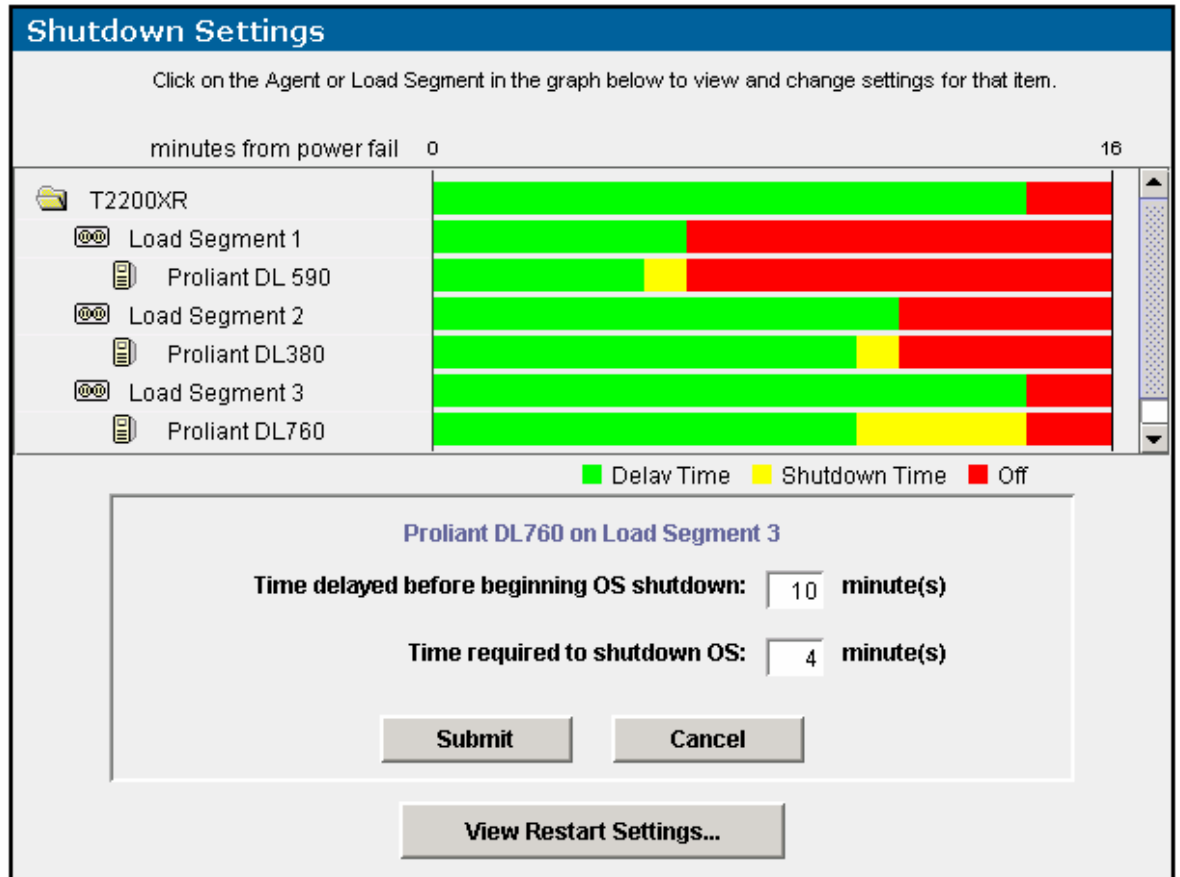 Shutdown Settings
Click on the Agent or Load Segment in the graph below to view and change settings for that item.
minutes from power fail 0 16
T2200XR
Load Segment 1
Proliant DL 590
Load Segment 2
Proliant DL380
Load Segment 3
Proliant DL760
Delav Time Shutdown Time Off
Proliant DL760 on Load Segment 3
Time delayed before beginning OS shutdown: 10 minute(s)
Time required to shutdown OS: 4 minute(s)
Submit Cancel
View Restart Settings...